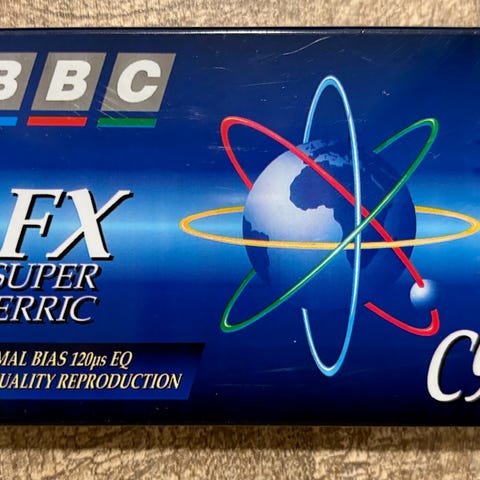 BBC
FX
SUPER
ERRIC
MAL BIAS 120µs EQ
UALITY REPRODUCTION
C9